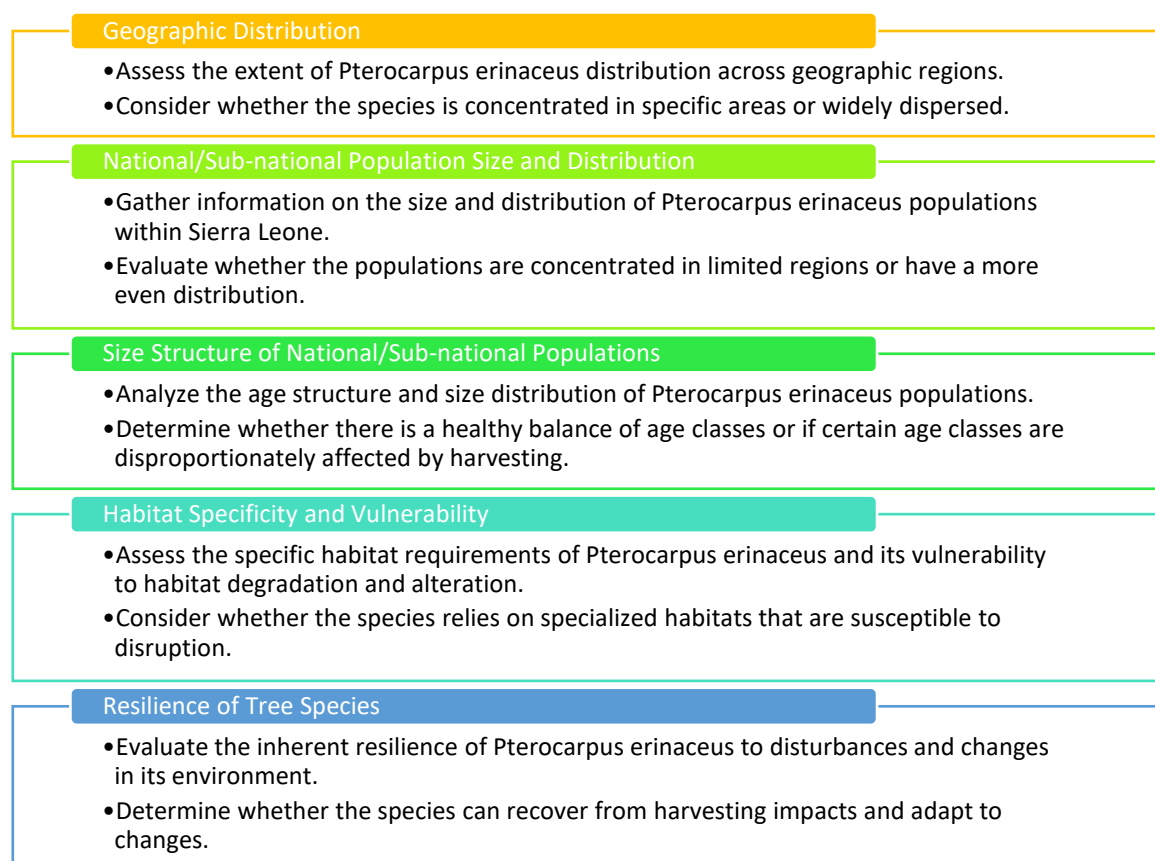 Geographic Distribution
•Assess the extent of Pterocarpus erinaceus distribution across geographic regions.
•Consider whether the species is concentrated in specific areas or widely dispersed.
National/Sub-national Population Size and Distribution
•Gather information on the size and distribution of Pterocarpus erinaceus populations
within Sierra Leone.
•Evaluate whether the populations are concentrated in limited regions or have a more
even distribution.
Size Structure of National/Sub-national Populations
•Analyze the age structure and size distribution of Pterocarpus erinaceus populations.
•Determine whether there is a healthy balance of age classes or if certain age classes are
disproportionately affected by harvesting.
Habitat Specificity and Vulnerability
•Assess the specific habitat requirements of Pterocarpus erinaceus and its vulnerability
to habitat degradation and alteration.
•Consider whether the species relies on specialized habitats that are susceptible to
disruption.
Resilience of Tree Species
•Evaluate the inherent resilience of Pterocarpus erinaceus to disturbances and changes
in its environment.
•Determine whether the species can recover from harvesting impacts and adapt to
changes.